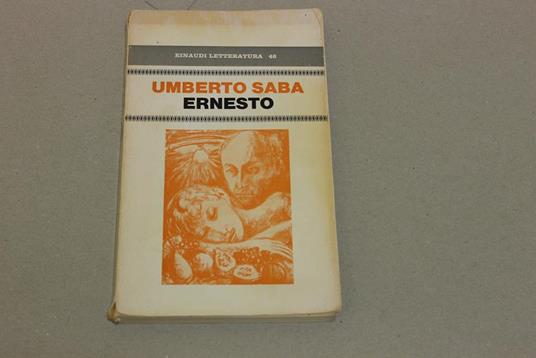 EINAUDI LETTERATURA 48
UMBERTO SABA
ERNESTO